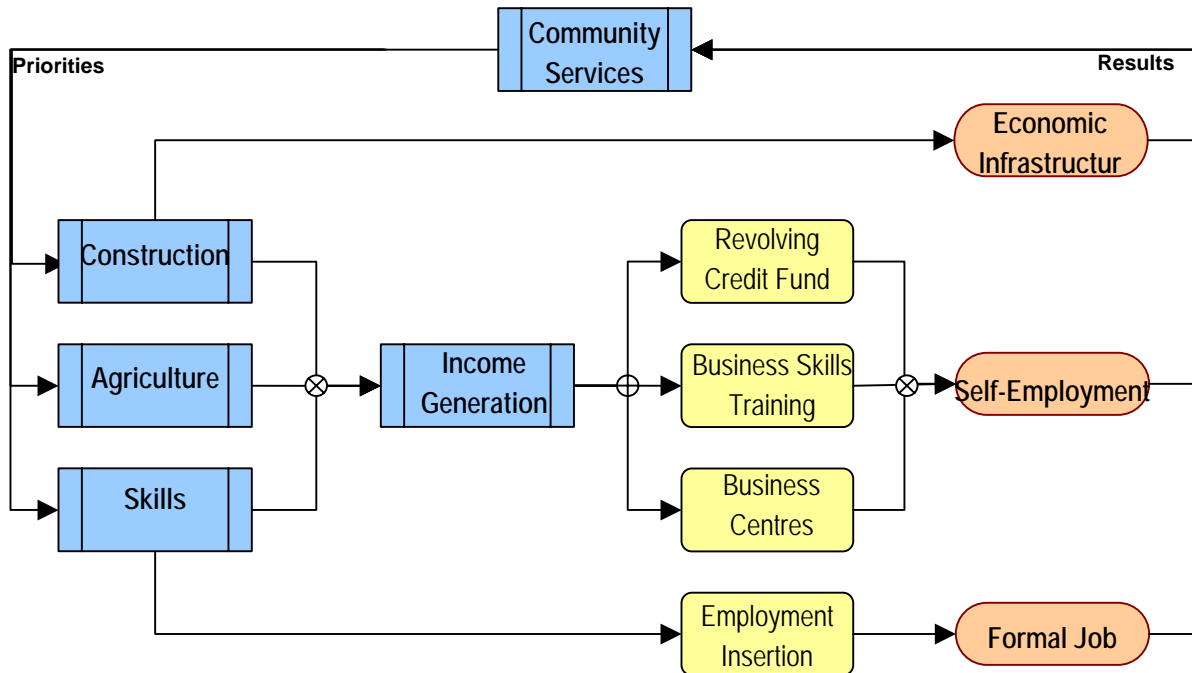 Community
Services
Priorities
Results
Economic
Infrastructur
Construction
Revolving
Credit Fund
Agriculture
Income
Generation
Business Skills
Training
Self-Employment
Skills
Business
Centres
Employment
Insertion
Formal Job